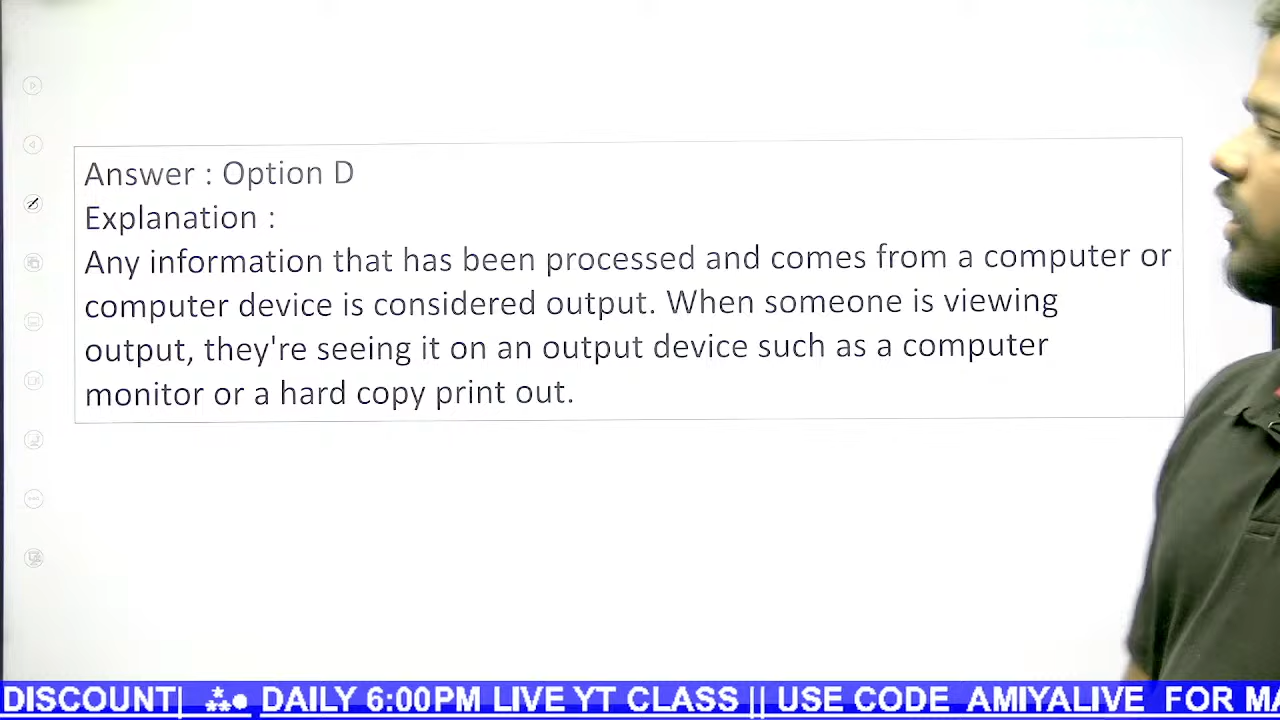 Answer : Option D
Explanation :
Any information that has been processed and comes from a computer or
computer device is considered output. When someone is viewing
output, they're seeing it on an output device such as a computer
monitor or a hard copy print out.
DISCOUNT| ⁂● DAILY 6:00PM LIVE YT CLASS || USE CODE AMIYALIVE FOR